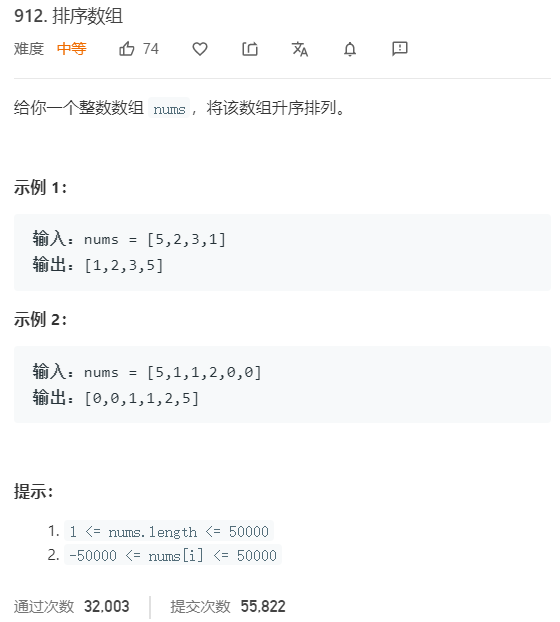 912. 排序数组
难度 中等 74
给你一个整数数组 nums，将该数组升序排列。
示例 1：
输入：nums = [5,2,3,1]
输出：[1,2,3,5]
示例 2：
输入：nums = [5,1,1,2,0,0]
输出：[0,0,1,1,2,5]
提示：
1. 1 <= nums.length <= 50000
2. -50000 <= nums[i] <= 50000
通过次数 32,003 提交次数 55,822